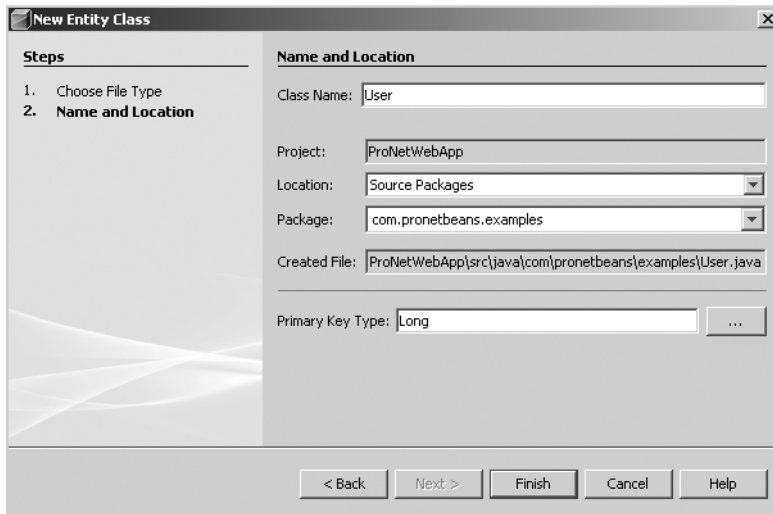 New Entity Class
Steps
1. Choose File Type
2. Name and Location
Name and Location
Class Name: User
Project: ProNetWebApp
Location: Source Packages
Package: com.pronetbeans.examples
Created File: ProNetWebApp\src\java\com\pronetbeans\examples\User.java
Primary Key Type: Long ...
< Back Next > Finish Cancel Help